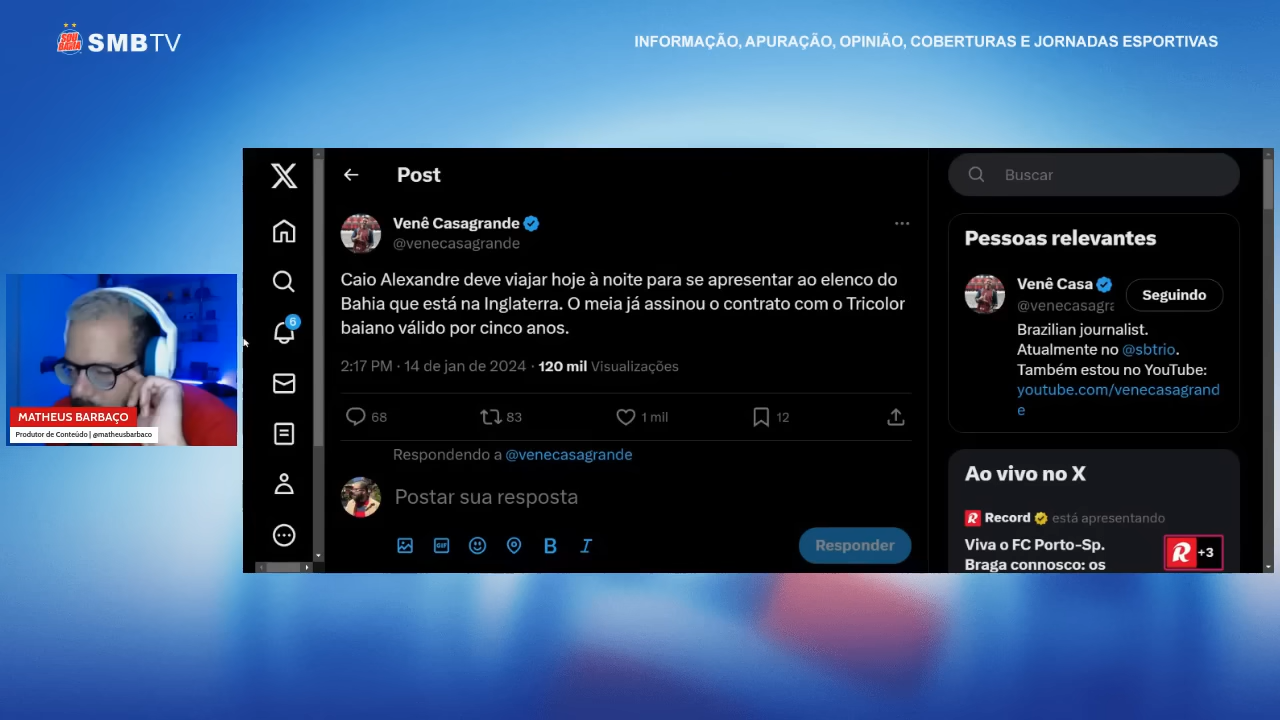 SOU
BAHIA
SMBTV
INFORMAÇÃO, APURAÇÃO, OPINIÃO, COBERTURAS E JORNADAS ESPORTIVAS
MATHEUS BARBAÇO
Produtor de Conteúdo | @matheusbarbaco
6
Post
Venê Casagrande
@venecasagrande
Caio Alexandre deve viajar hoje à noite para se apresentar ao elenco do
Bahia que está na Inglaterra. O meia já assinou o contrato com o Tricolor
baiano válido por cinco anos.
2:17 PM · 14 de jan de 2024 · 120 mil Visualizações
68 83 1 mil 12
Respondendo a @venecasagrande
Postar sua resposta
GIF B I
Responder
Buscar
Pessoas relevantes
Venê Casa
@venecasagra
Seguindo
Brazilian journalist.
Atualmente no @sbtrio.
Também estou no YouTube:
youtube.com/venecasagrand
e
Ao vivo no X
R Record está apresentando
Viva o FC Porto-Sp.
Braga connosco: os
R +3